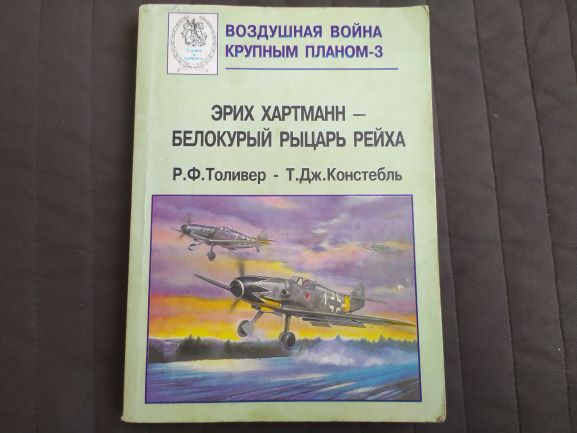 ВОЗДУШНАЯ ВОЙНА
КРУПНЫМ ПЛАНОМ-3
ЭРИХ ХАРТМАНН –
БЕЛОКУРЫЙ РЫЦАРЬ РЕЙХА
Р.Ф.Толивер - Т.Дж.Констебль